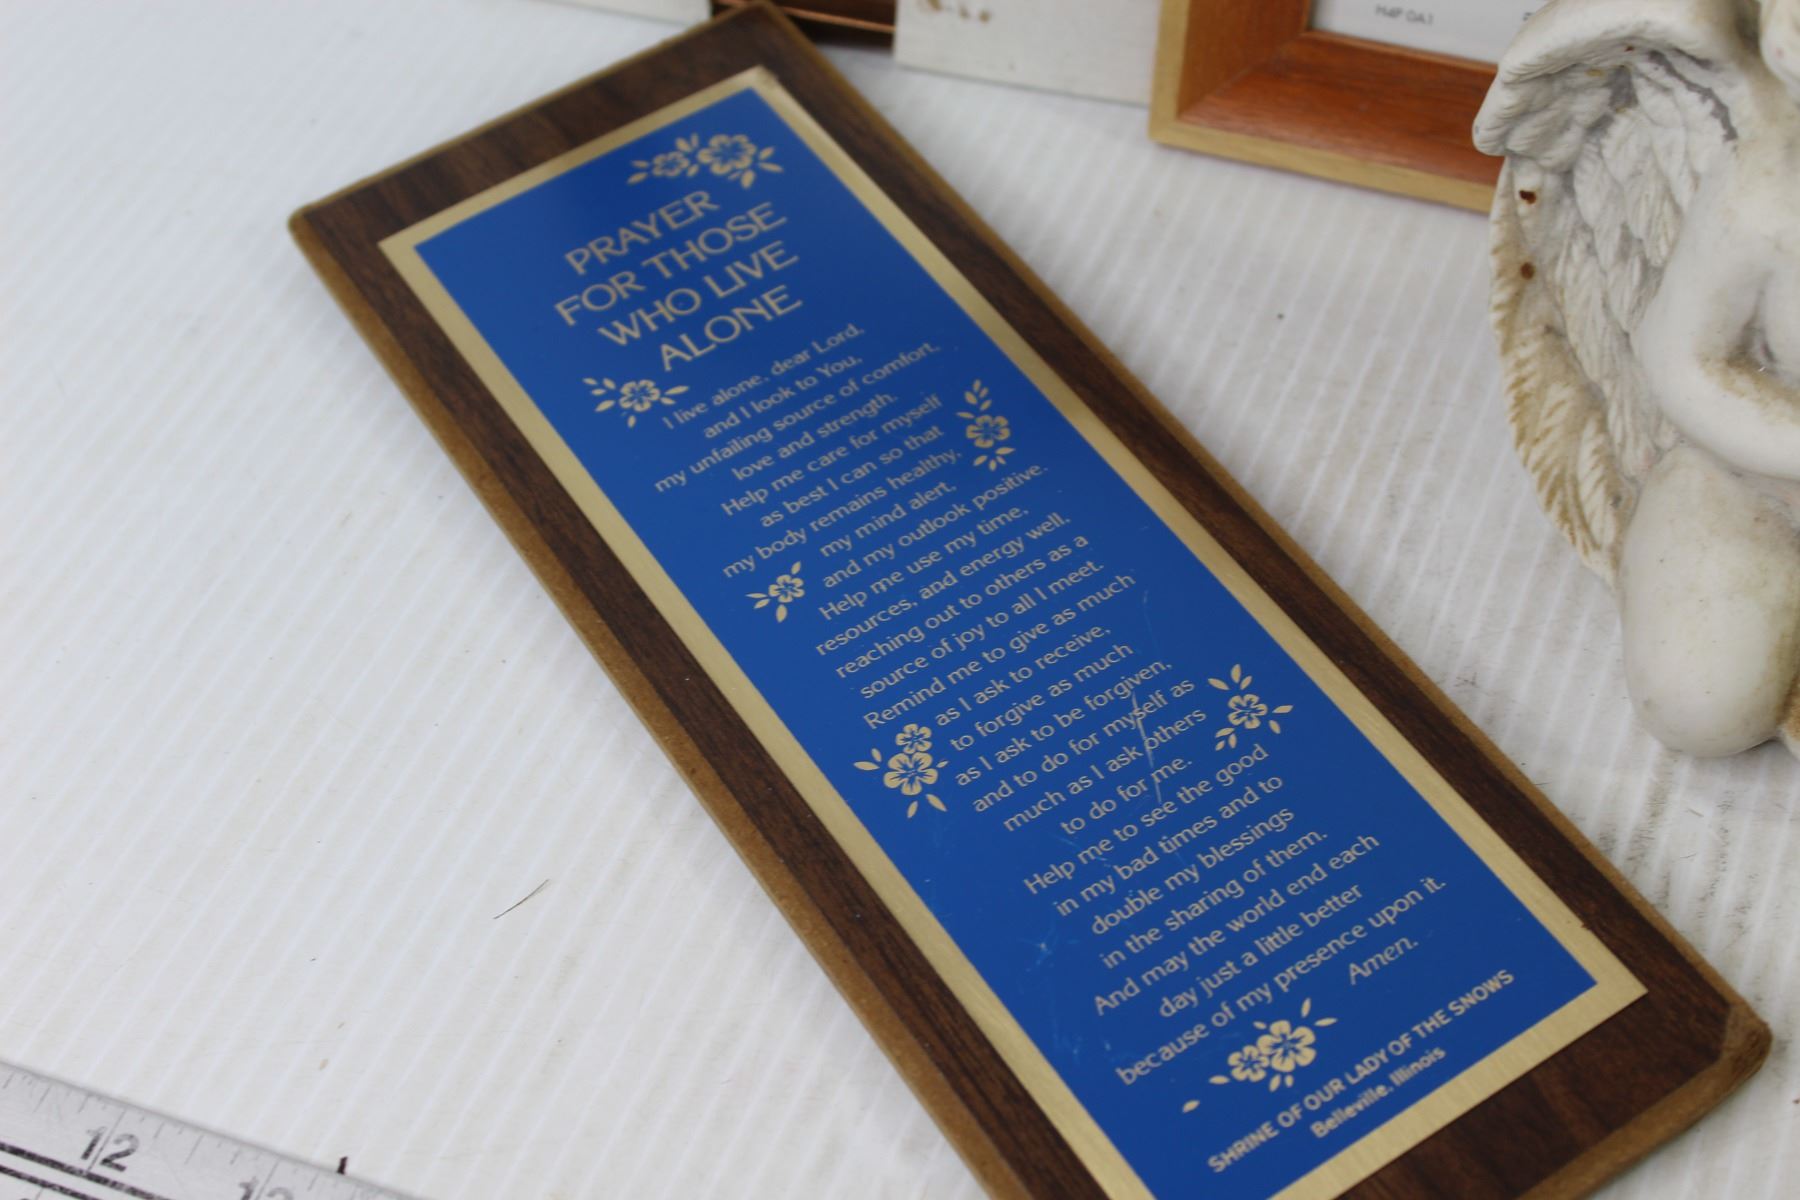 PRAYER
FOR THOSE
WHO LIVE
ALONE
I live alone, dear Lord,
and I look to You,
my unfailing source of comfort,
love and strength.
Help me care for myself
as best I can so that
my body remains healthy,
my mind alert,
and my outlook positive.
Help me use my time,
resources, and energy well,
reaching out to others as a
source of joy to all I meet.
Remind me to give as much
as I ask to receive,
to forgive as much
as I ask to be forgiven,
and to do for myself as
much as I ask others
to do for me.
Help me to see the good
in my bad times and to
double my blessings
in the sharing of them.
And may the world end each
day just a little better
because of my presence upon it.
Amen.
SHRINE OF OUR LADY OF THE SNOWS
Belleville, Illinois
12